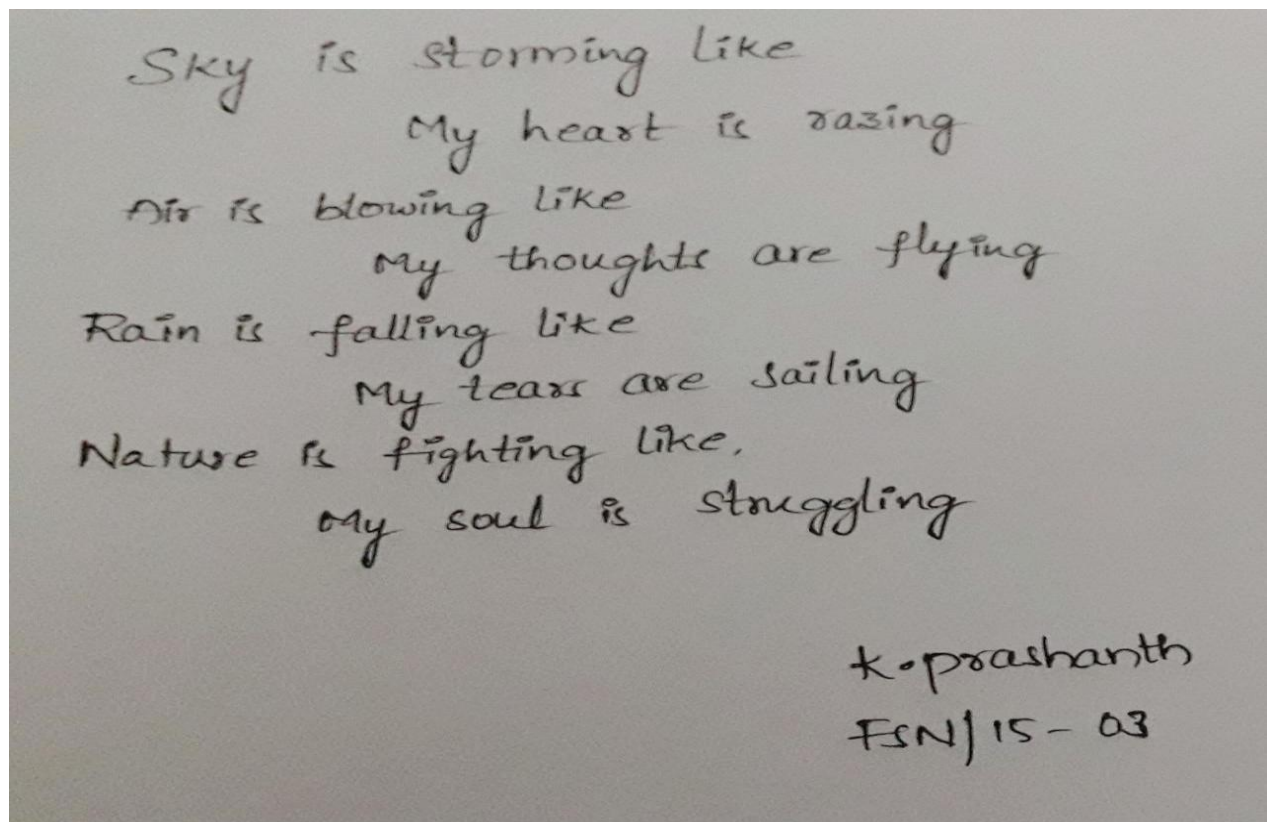 Sky is storming like
My heart is razing
Air is blowing like
My thoughts are flying
Rain is falling like
My tears are sailing
Nature is fighting like,
My soul is struggling
K. prashanth
FSN/15-03